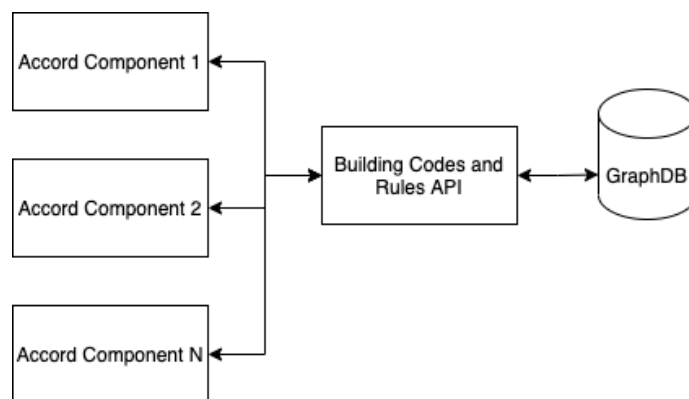 Accord Component 1
Accord Component 2
Accord Component N
Building Codes and
Rules API
GraphDB